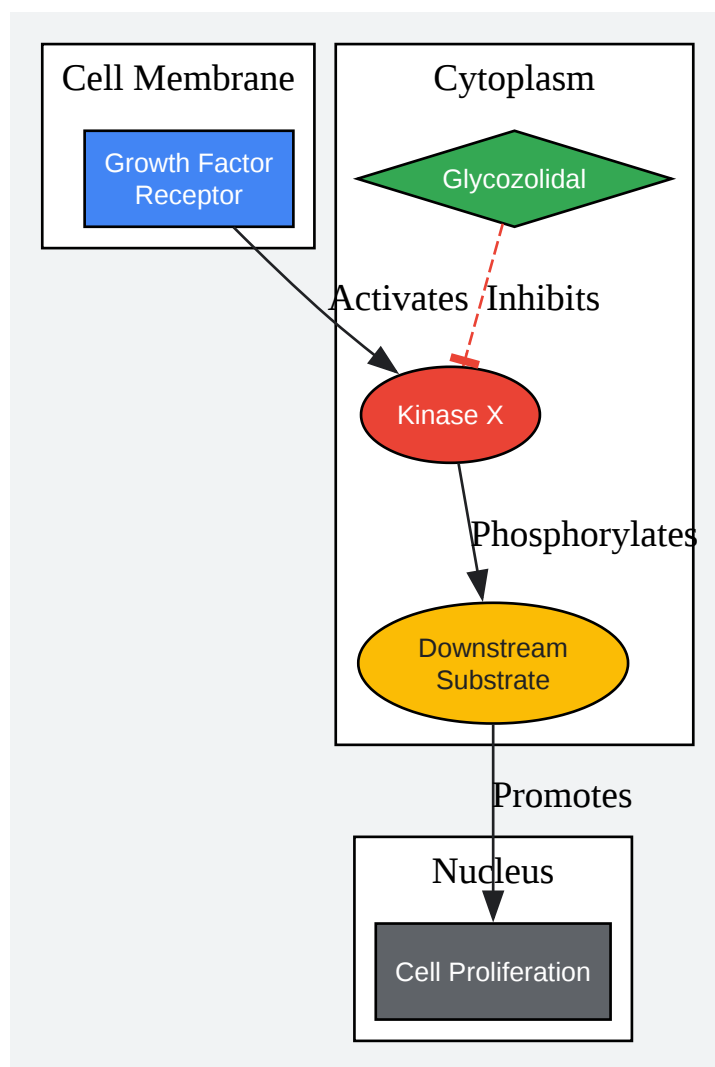 Cell Membrane
Growth Factor
Receptor
Cytoplasm
Glycozolidal
Activates
Inhibits
Kinase X
Phosphorylates
Downstream
Substrate
Promotes
Nucleus
Cell Proliferation